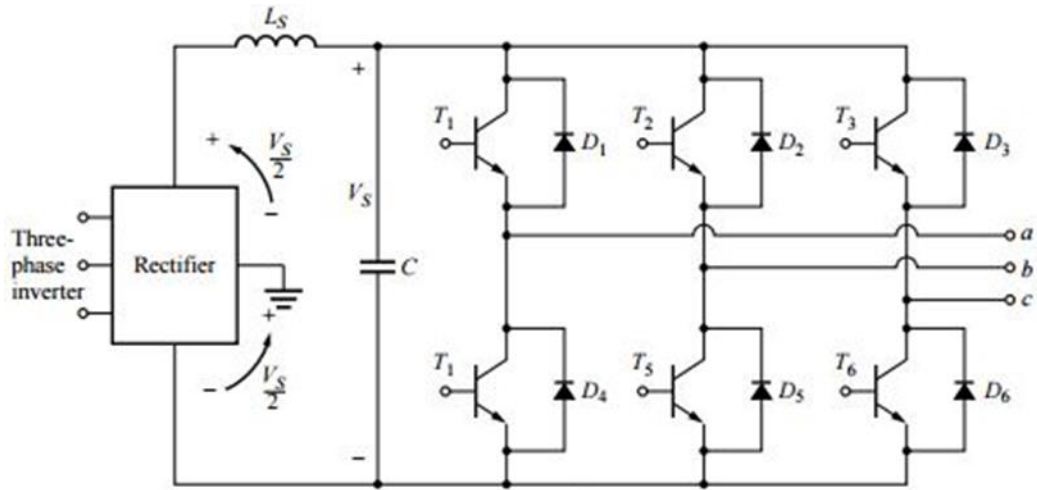 L_S
+
T_1
D_1
T_2
D_2
T_3
D_3
+
V_S
2
−
V_S
a
Three-
phase
inverter
Rectifier
C
b
c
+
−
V_S
2
T_1
D_4
T_5
D_5
T_6
D_6
−